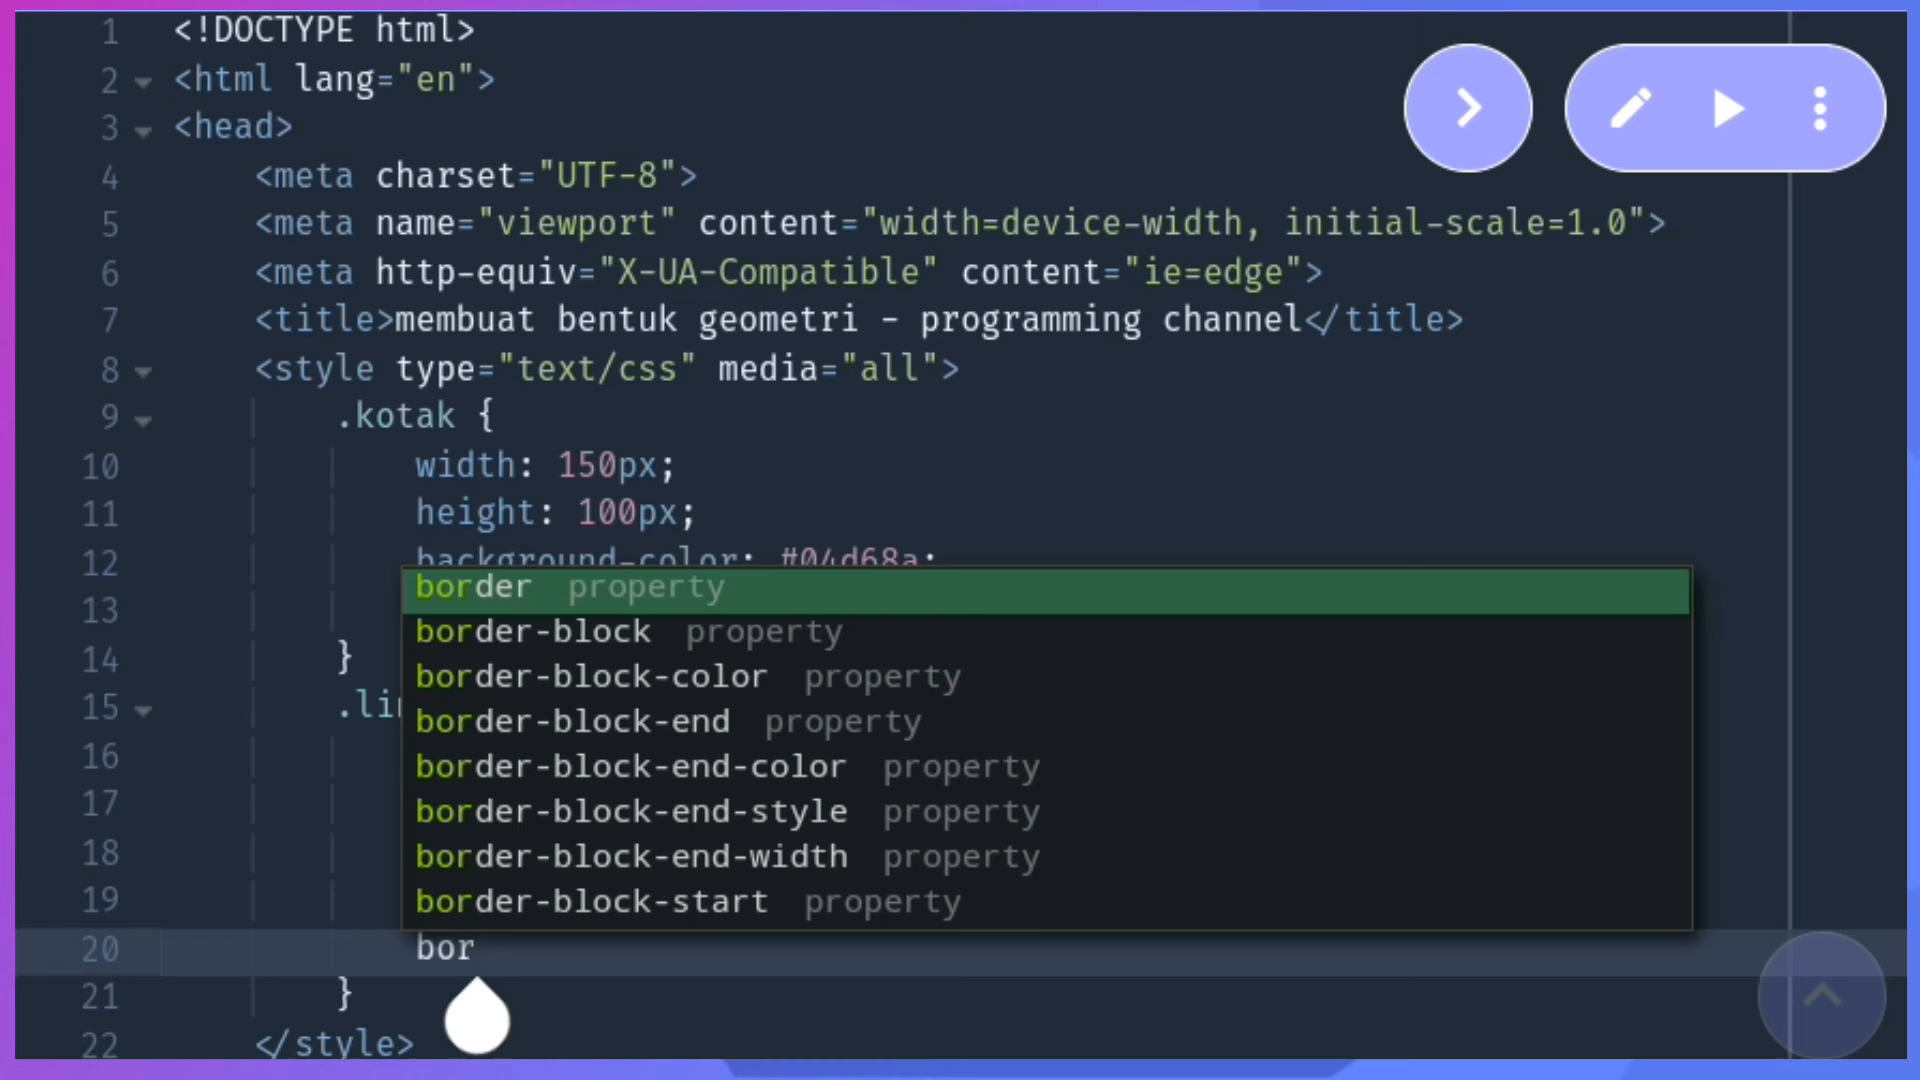 1 <!DOCTYPE html>
2 <html lang="en">
3 <head>
4 <meta charset="UTF-8">
5 <meta name="viewport" content="width=device-width, initial-scale=1.0">
6 <meta http-equiv="X-UA-Compatible" content="ie=edge">
7 <title>membuat bentuk geometri - programming channel</title>
8 <style type="text/css" media="all">
9 .kotak {
10 width: 150px;
11 height: 100px;
12 background-color: #04d68a;
border property
13
border-block property
14 }
border-block-color property
15
border-block-end property
16
border-block-end-color property
17
border-block-end-style property
18
border-block-end-width property
19
border-block-start property
20 bor
21 }
22 </style>